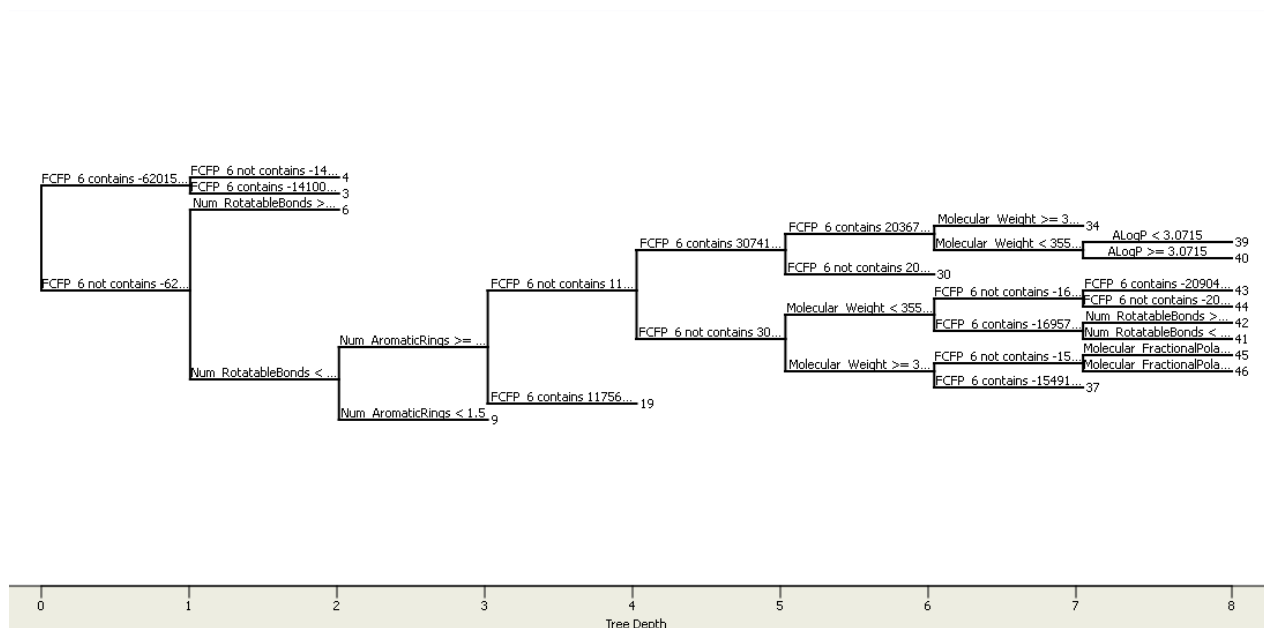 FCFP_6 contains -62015...
FCFP_6 not contains -14... 4
FCFP_6 contains -14100... 3
Num_RotatableBonds >... 6
FCFP_6 not contains -62...
Num_RotatableBonds < ...
Num_AromaticRings >= ...
Num_AromaticRings < 1.5 9
FCFP_6 not contains 11...
FCFP_6 contains 11756... 19
FCFP_6 contains 30741...
FCFP_6 not contains 30...
FCFP_6 contains 20367...
FCFP_6 not contains 20... 30
Molecular_Weight < 355...
Molecular_Weight >= 3...
Molecular_Weight >= 3... 34
Molecular_Weight < 355...
FCFP_6 not contains -16...
FCFP_6 contains -16957...
FCFP_6 not contains -15...
FCFP_6 contains -15491... 37
ALogP < 3.0715 39
ALogP >= 3.0715 40
FCFP_6 contains -20904... 43
FCFP_6 not contains -20... 44
Num_RotatableBonds >... 42
Num_RotatableBonds < ... 41
Molecular_FractionalPola... 45
Molecular_FractionalPola... 46
0 1 2 3 4 5 6 7 8
Tree Depth